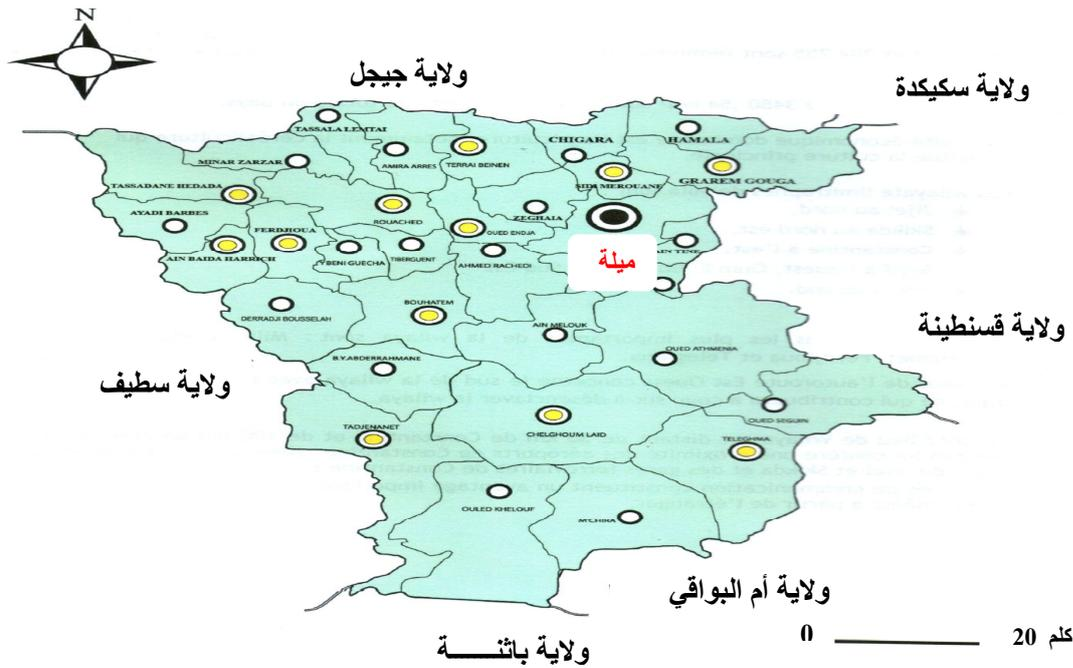 N
ولاية جيجل
ولاية سكيكدة
TASSALA LEMTAI
CHIGARA
HAMALA
MINAR ZARZAR
AMIRA ARRES
TERRAI BEINEN
TASSADANE HEDADA
SIDI MEROUANE
GRAREM GOUGA
AYADI BARBES
ROUACHED
ZEGHAIA
FERDJIOUA
OUED ENDJA
AIN BAIDA HARRICH
BENI GUECHA
TIBERGUENT
AHMED RACHEDI
AIN TINE
ميلة
DERRADJI BOUSSELAH
BOUHATEM
AIN MELOUK
ولاية قسنطينة
OUED ATHMENIA
B.Y.ABDERRAHMANE
ولاية سطيف
OUED SEGUIN
TADJENANET
CHELGHOUM LAID
TELEGHMA
OULED KHELOUF
M'CHIRA
ولاية أم البواقي
0 20 كلم
ولاية باثنـــــــة